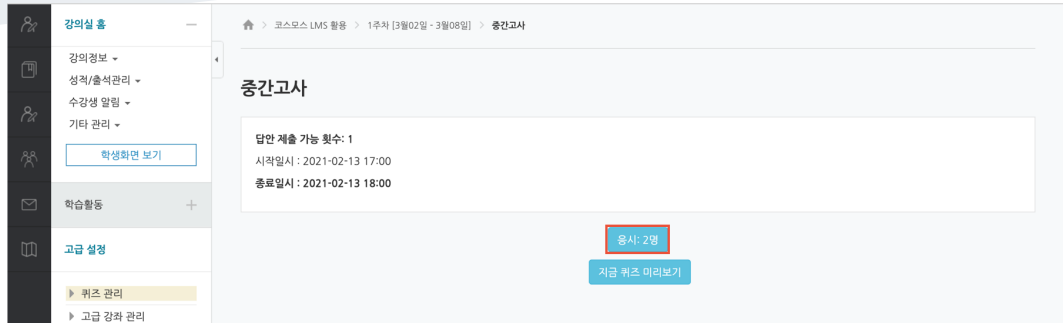 강의실 홈
강의정보
성적/출석관리
수강생 알림
기타 관리
학생화면 보기
학습활동
고급 설정
퀴즈 관리
고급 강좌 관리
코스모스 LMS 활용 > 1주차 [3월02일 - 3월08일] > 중간고사
중간고사
답안 제출 가능 횟수: 1
시작일시 : 2021-02-13 17:00
종료일시 : 2021-02-13 18:00
응시: 2명
지금 퀴즈 미리보기